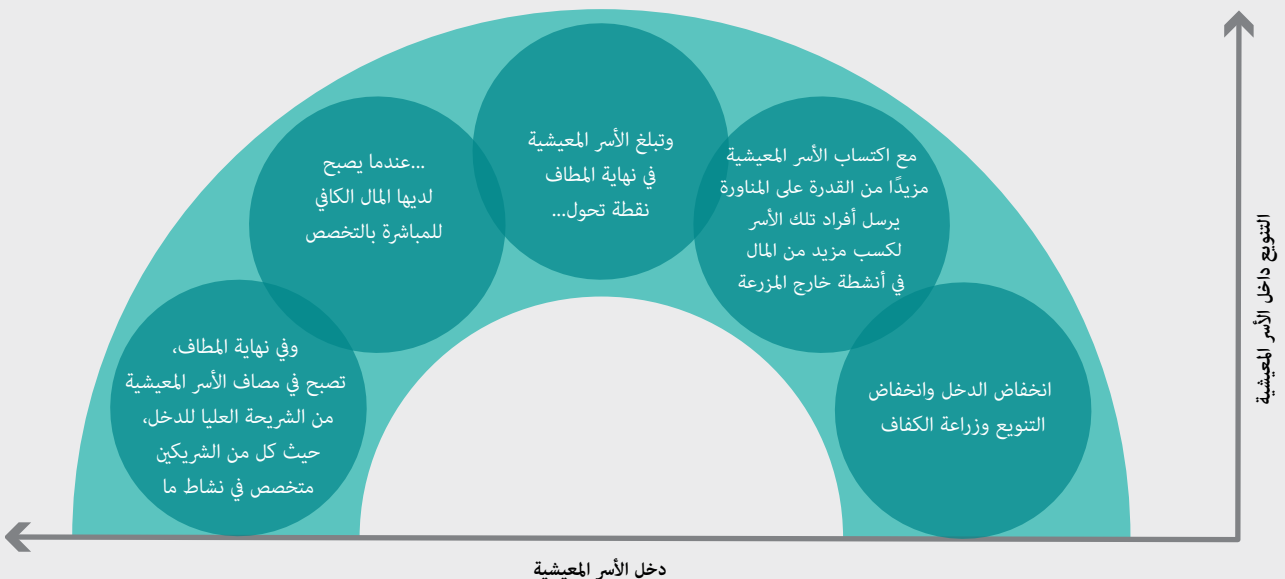 انخفاض الدخل وانخفاض
التنويع وزراعة الكفاف
مع اكتساب الأسر المعيشية
مزيدًا من القدرة على المناورة
يرسل أفراد تلك الأسر
لكسب مزيد من المال
في أنشطة خارج المزرعة
وتبلغ الأسر المعيشية
في نهاية المطاف
نقطة تحول...
...عندما يصبح
لديها المال الكافي
للمباشرة بالتخصص
وفي نهاية المطاف،
تصبح في مصاف الأسر المعيشية
من الشريحة العليا للدخل،
حيث كل من الشريكين
متخصص في نشاط ما
التنويع داخل الأسر المعيشية
دخل الأسر المعيشية